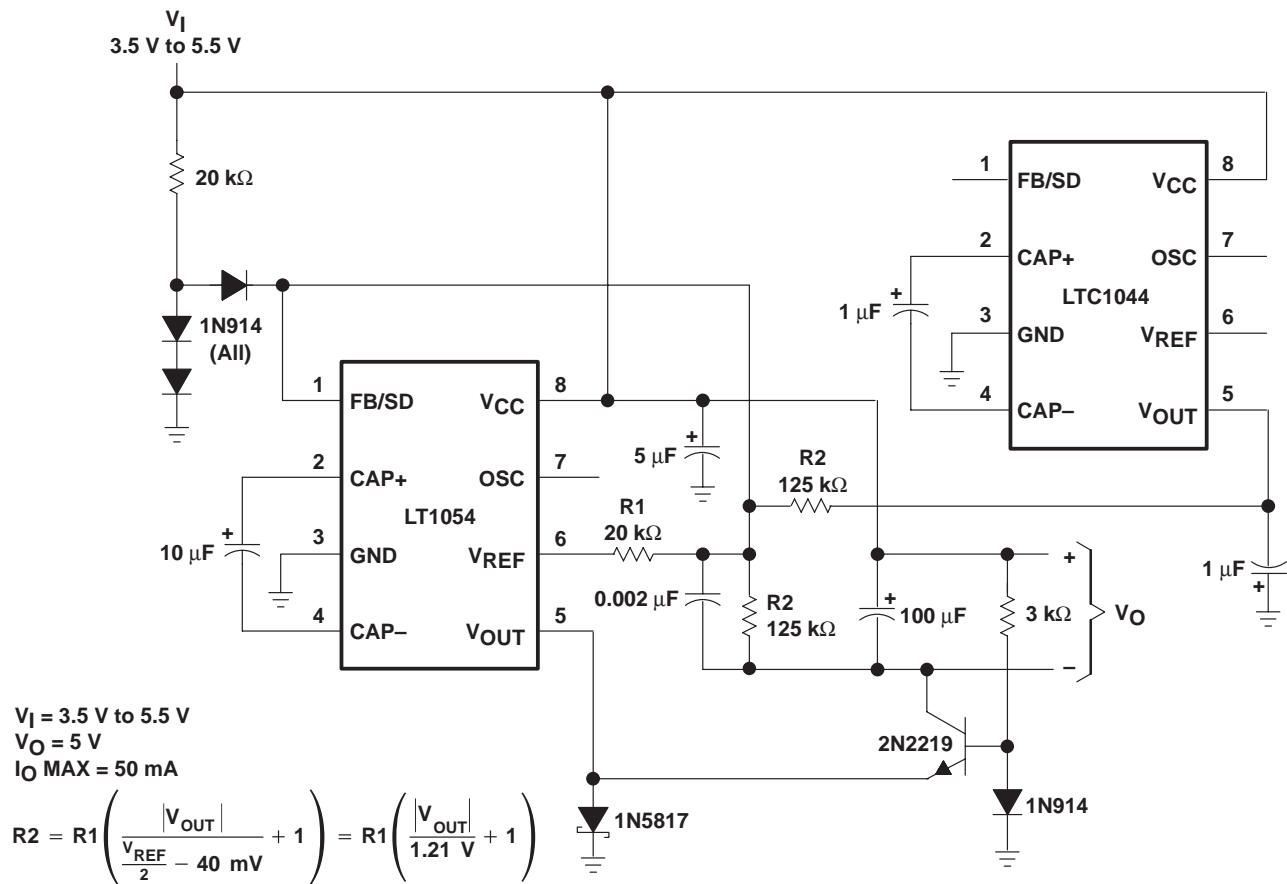 VI
3.5 V to 5.5 V
20 kΩ
1N914
(All)
1 FB/SD
2 CAP+
3 GND
4 CAP–
LT1054
VCC 8
OSC 7
VREF 6
VOUT 5
10 μF
+
5 μF
+
R1
20 kΩ
R2
125 kΩ
0.002 μF
R2
125 kΩ
100 μF
+
3 kΩ
+
VO
–
2N2219
1N914
1N5817
1 FB/SD
2 CAP+
3 GND
4 CAP–
LTC1044
VCC 8
OSC 7
VREF 6
VOUT 5
1 μF
+
1 μF
+
VI = 3.5 V to 5.5 V
VO = 5 V
IO MAX = 50 mA
R2 = R1 ( |VOUT| / (VREF/2 – 40 mV) + 1 ) = R1 ( |VOUT| / 1.21 V + 1 )